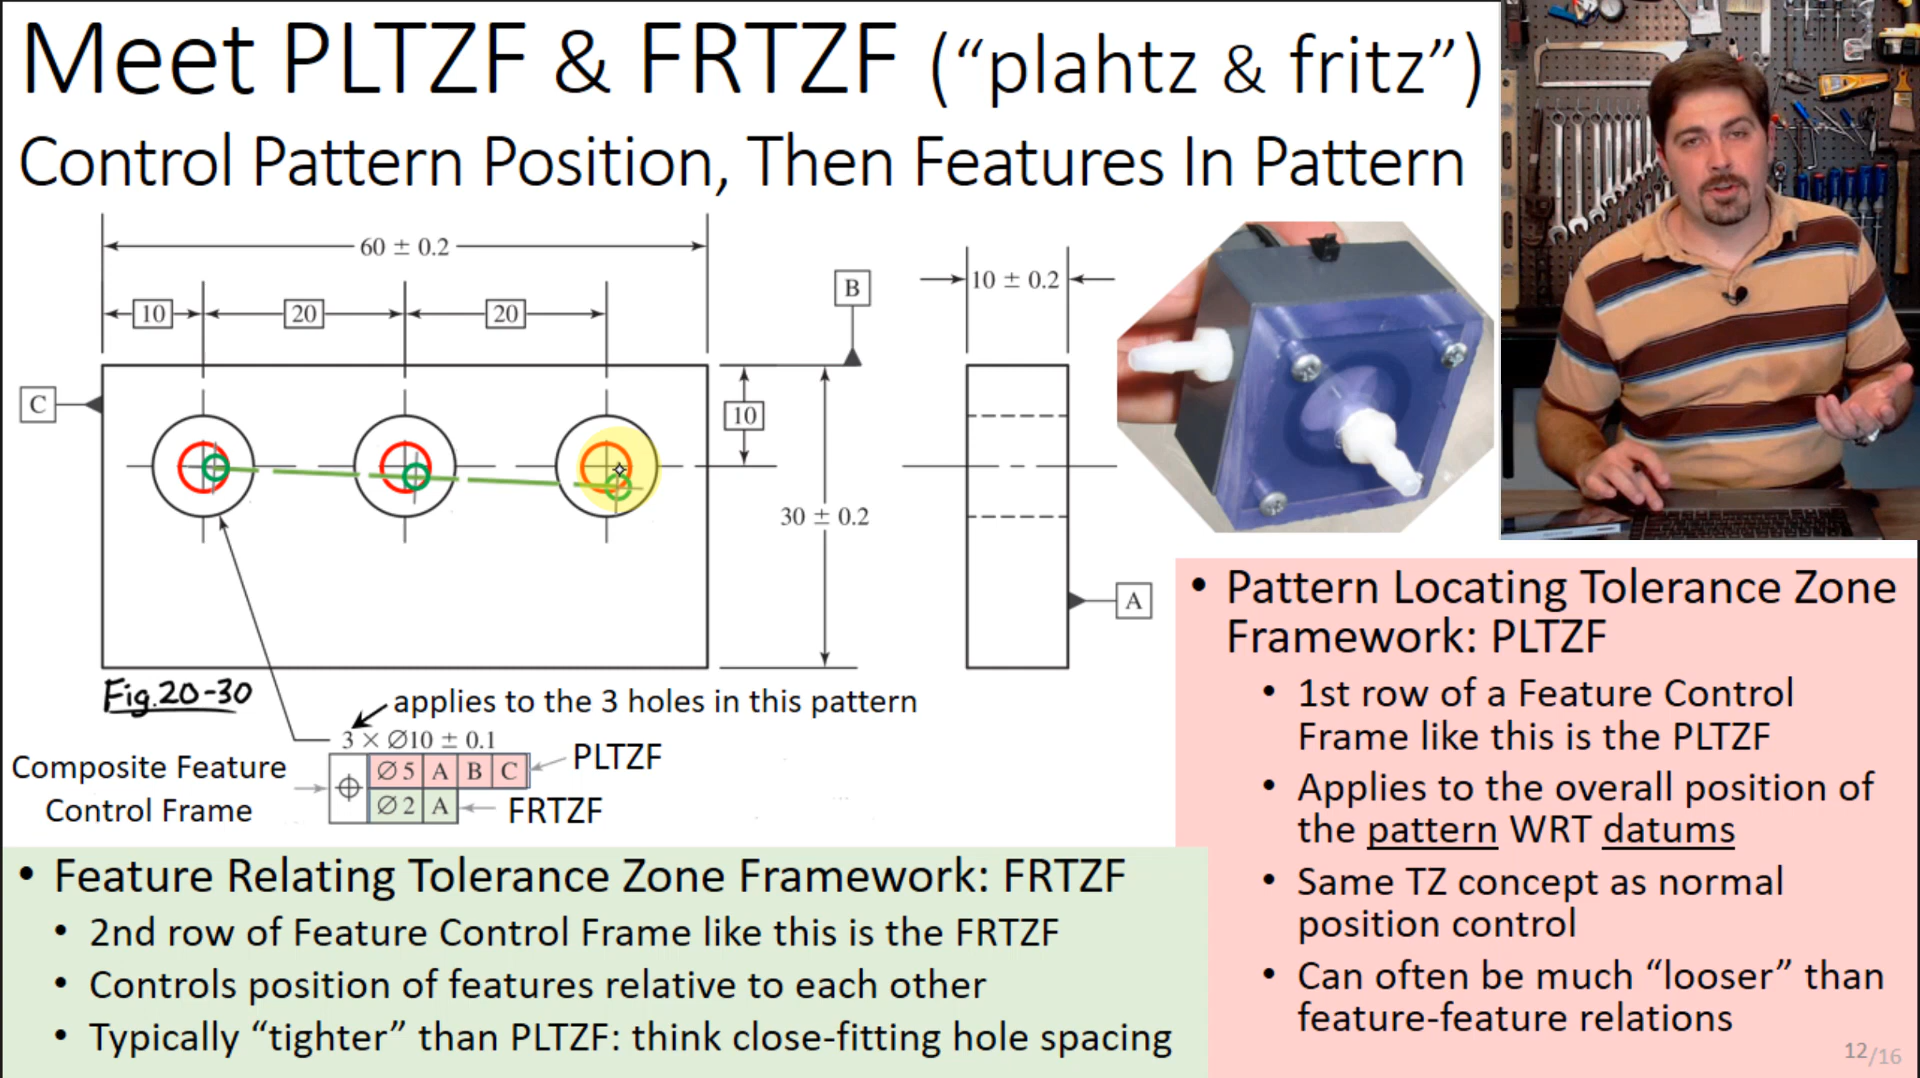 Meet PLTZF & FRTZF (“plahtz & fritz”)
Control Pattern Position, Then Features In Pattern
60 ± 0.2
10
20
20
B
10 ± 0.2
C
10
30 ± 0.2
A
Fig. 20-30
applies to the 3 holes in this pattern
3 × Ø10 ± 0.1
Composite Feature
Control Frame
⌖ Ø 5 A B C
PLTZF
Ø 2 A
FRTZF
• Feature Relating Tolerance Zone Framework: FRTZF
• 2nd row of Feature Control Frame like this is the FRTZF
• Controls position of features relative to each other
• Typically “tighter” than PLTZF: think close-fitting hole spacing
• Pattern Locating Tolerance Zone
Framework: PLTZF
• 1st row of a Feature Control
Frame like this is the PLTZF
• Applies to the overall position of
the pattern WRT datums
• Same TZ concept as normal
position control
• Can often be much “looser” than
feature-feature relations
12/16